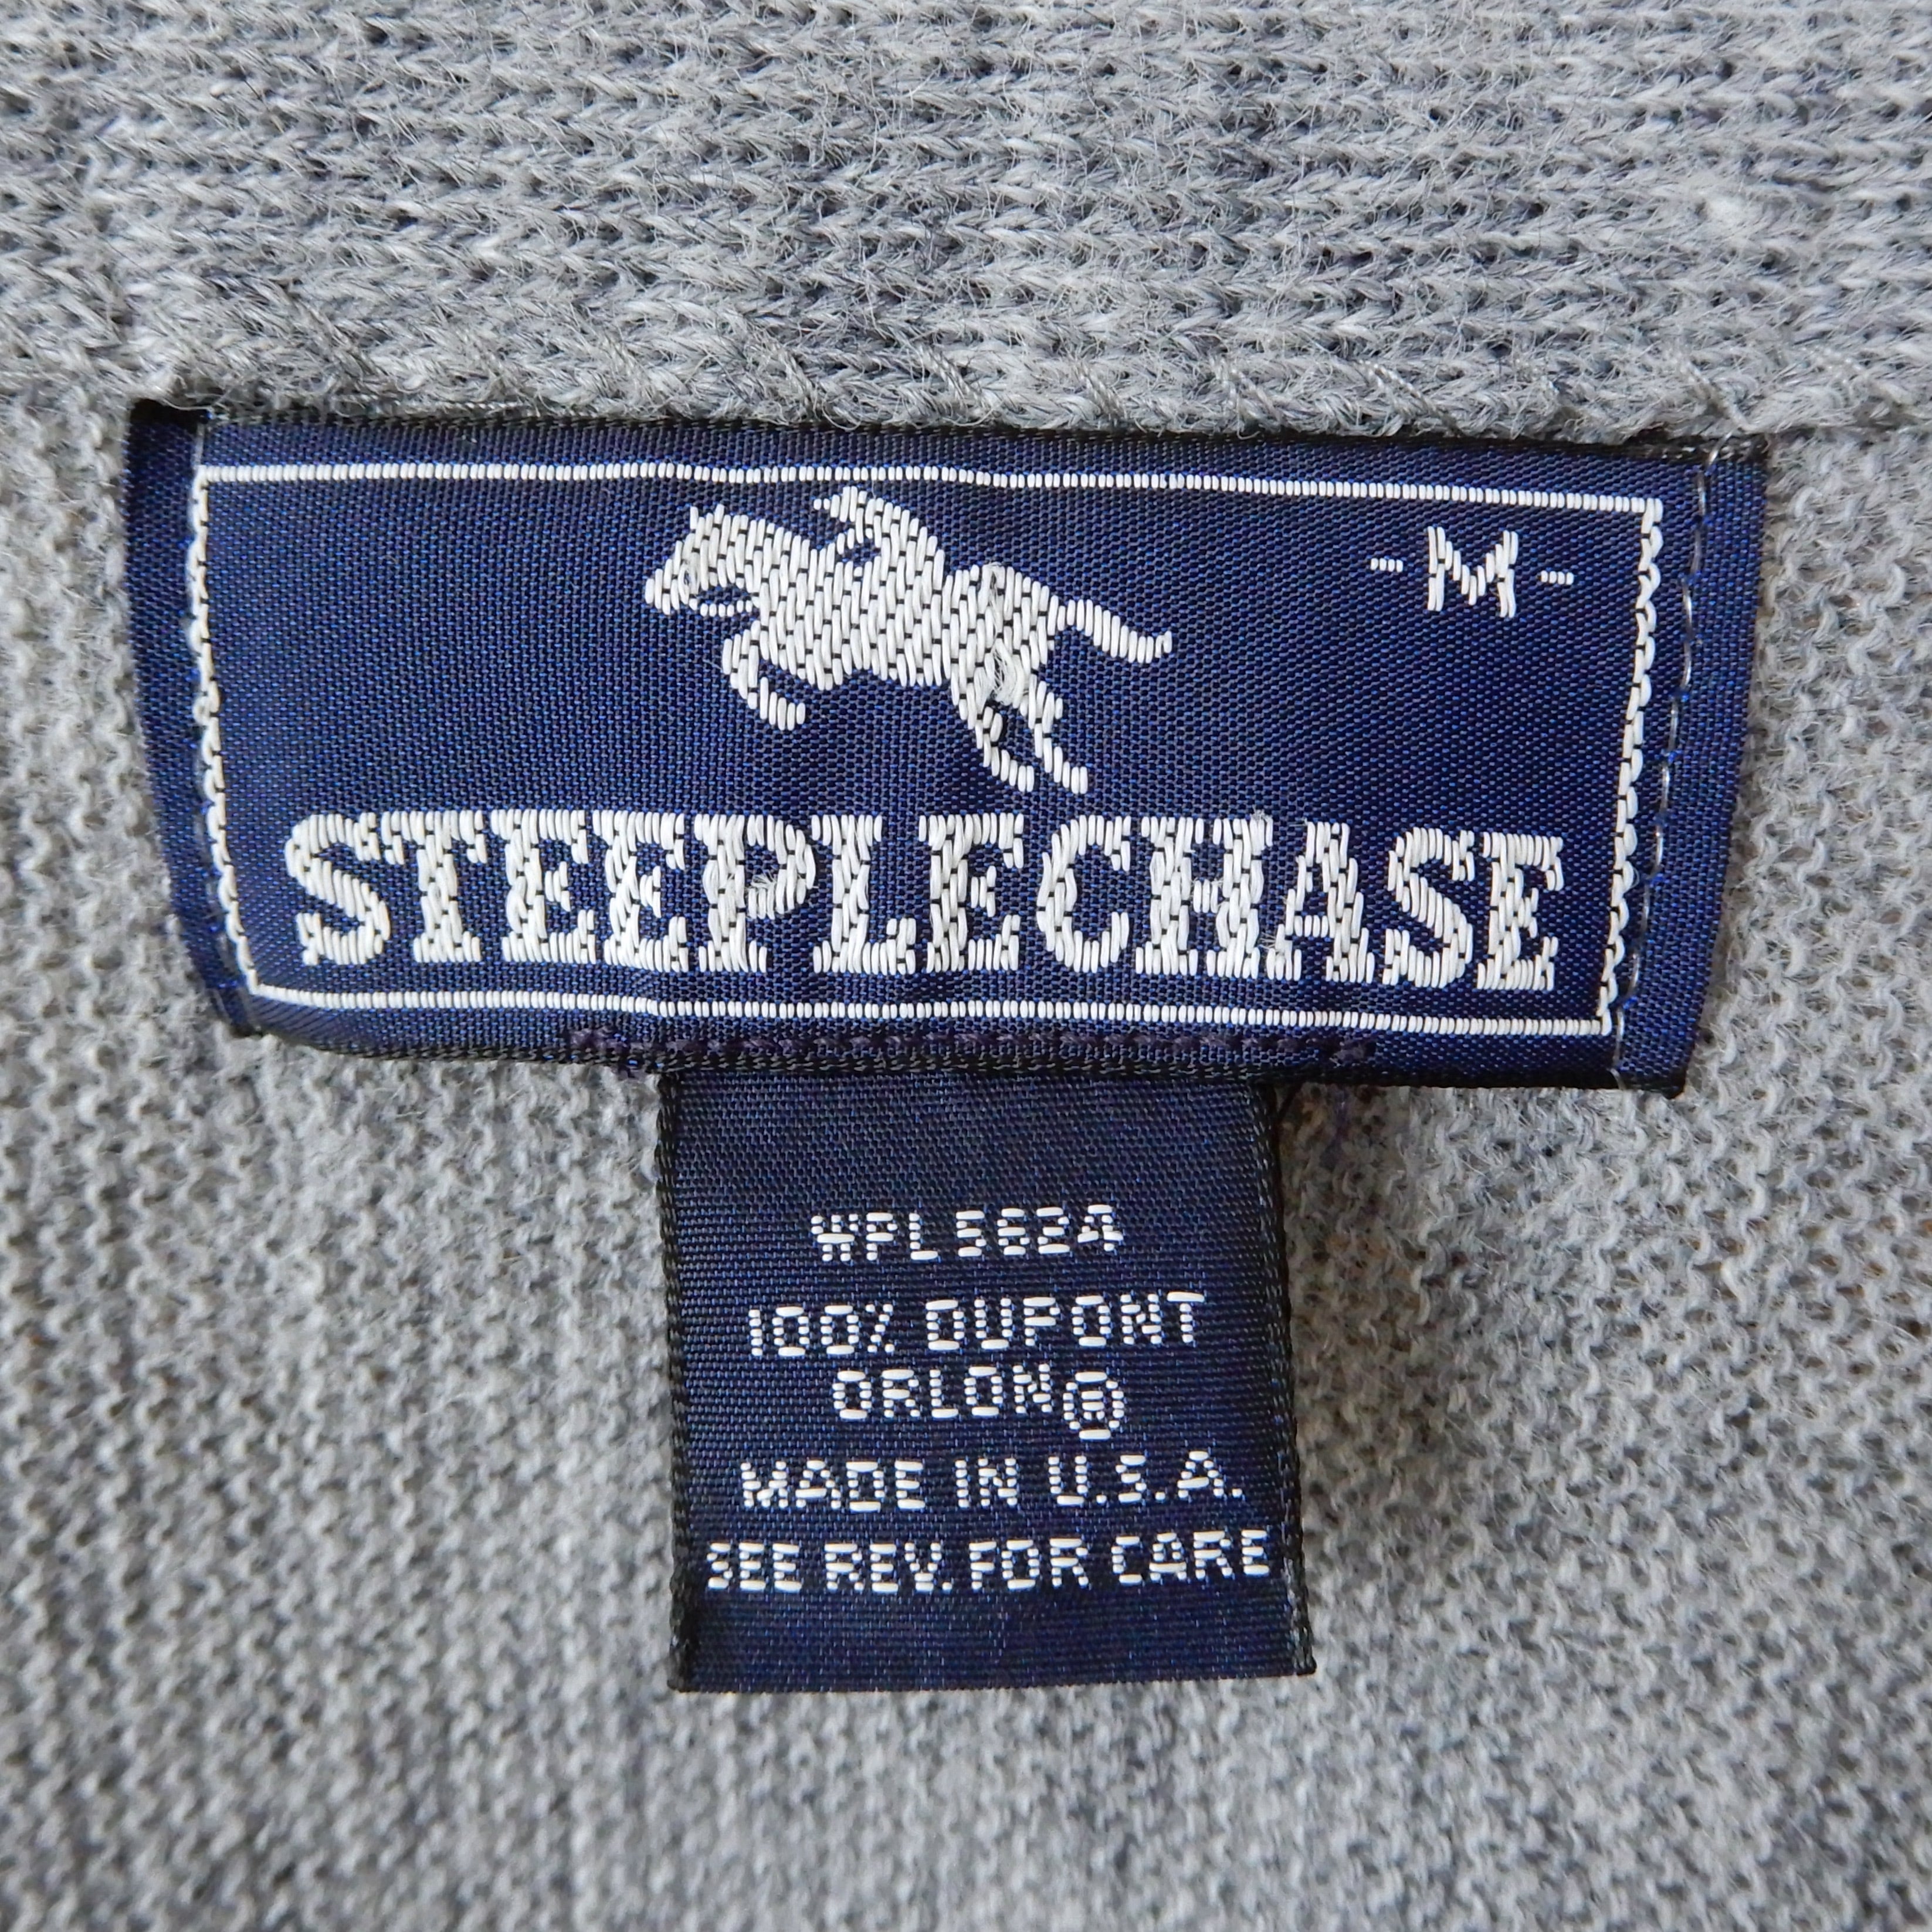 -M-
STEEPLECHASE
WPL5624
100% DUPONT
ORLON®
MADE IN U.S.A.
SEE REV. FOR CARE